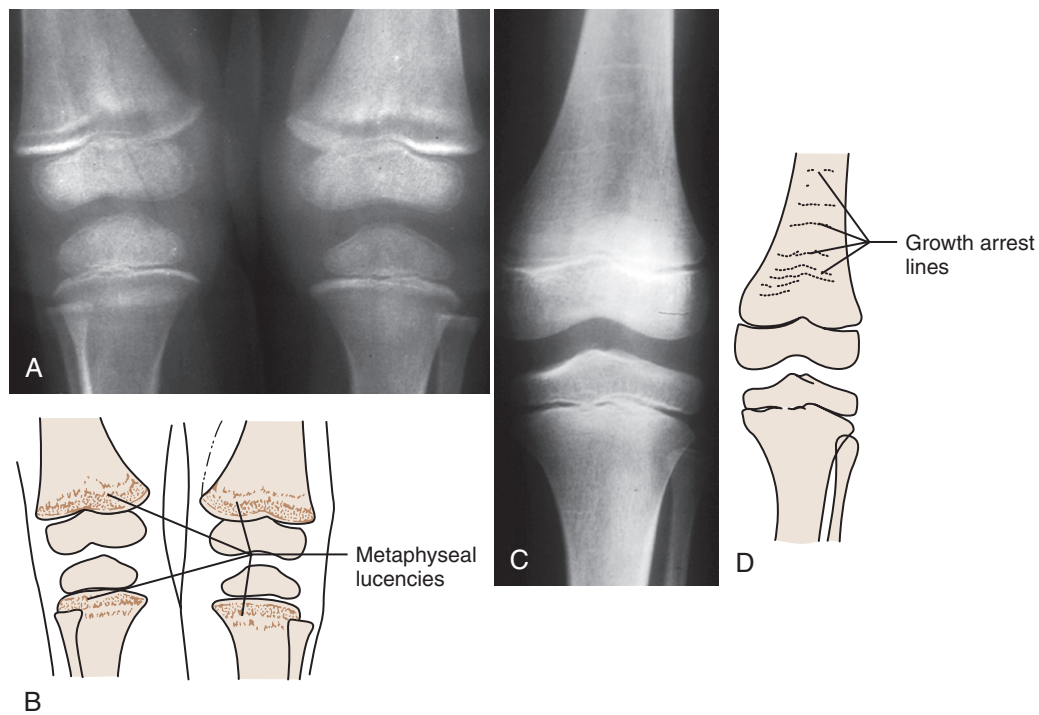 A
B
Metaphyseal
lucencies
C
D
Growth arrest
lines